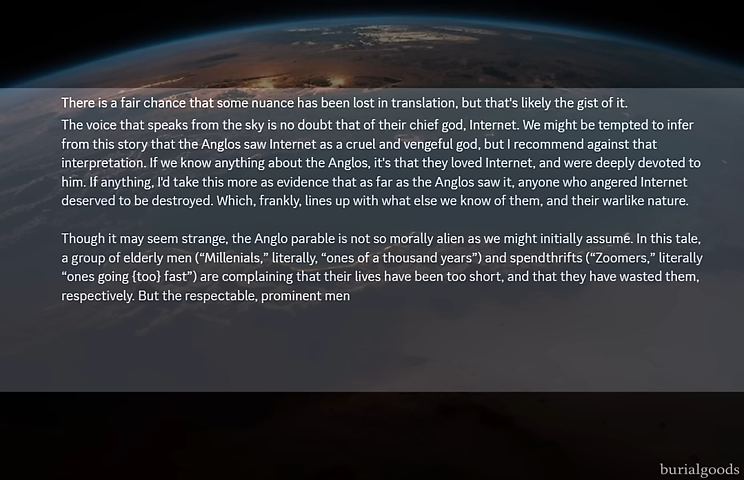 There is a fair chance that some nuance has been lost in translation, but that's likely the gist of it.
The voice that speaks from the sky is no doubt that of their chief god, Internet. We might be tempted to infer
from this story that the Anglos saw Internet as a cruel and vengeful god, but I recommend against that
interpretation. If we know anything about the Anglos, it's that they loved Internet, and were deeply devoted to
him. If anything, I'd take this more as evidence that as far as the Anglos saw it, anyone who angered Internet
deserved to be destroyed. Which, frankly, lines up with what else we know of them, and their warlike nature.
Though it may seem strange, the Anglo parable is not so morally alien as we might initially assume. In this tale,
a group of elderly men (“Millenials,” literally, “ones of a thousand years”) and spendthrifts (“Zoomers,” literally
“ones going {too} fast”) are complaining that their lives have been too short, and that they have wasted them,
respectively. But the respectable, prominent men
burialgoods